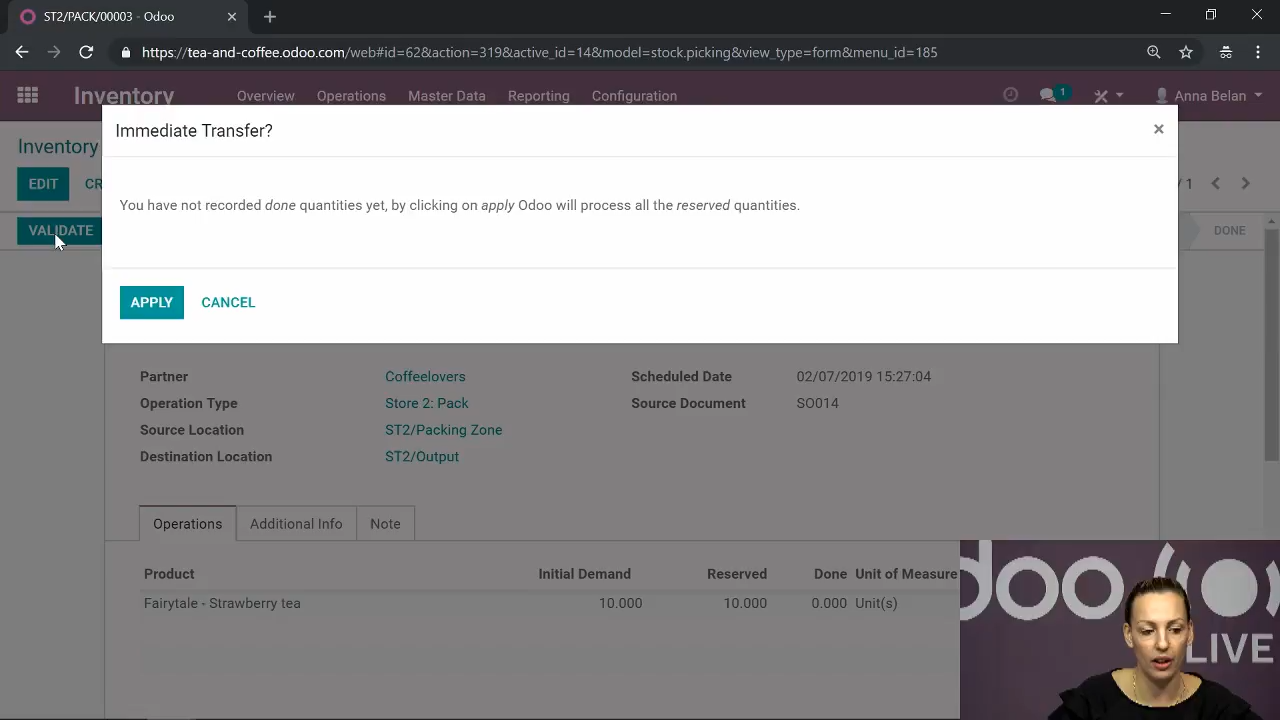 ST2/PACK/00003 - Odoo
https://tea-and-coffee.odoo.com/web#id=62&action=319&active_id=14&model=stock.picking&view_type=form&menu_id=185
Inventory Overview Operations Master Data Reporting Configuration 1 Anna Belan
Immediate Transfer?
Inventory
You have not recorded done quantities yet, by clicking on apply Odoo will process all the reserved quantities.
EDIT CR / 1
VALIDATE DONE
APPLY CANCEL
Partner Coffeelovers Scheduled Date 02/07/2019 15:27:04
Operation Type Store 2: Pack Source Document SO014
Source Location ST2/Packing Zone
Destination Location ST2/Output
Operations Additional Info Note
Product Initial Demand Reserved Done Unit of Measure
Fairytale - Strawberry tea 10.000 10.000 0.000 Unit(s)
doo
LIVE